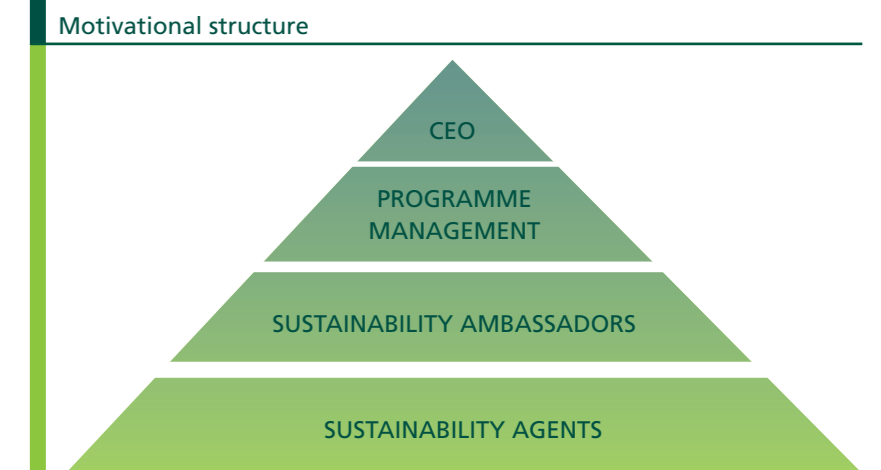 Motivational structure
CEO
PROGRAMME
MANAGEMENT
SUSTAINABILITY AMBASSADORS
SUSTAINABILITY AGENTS